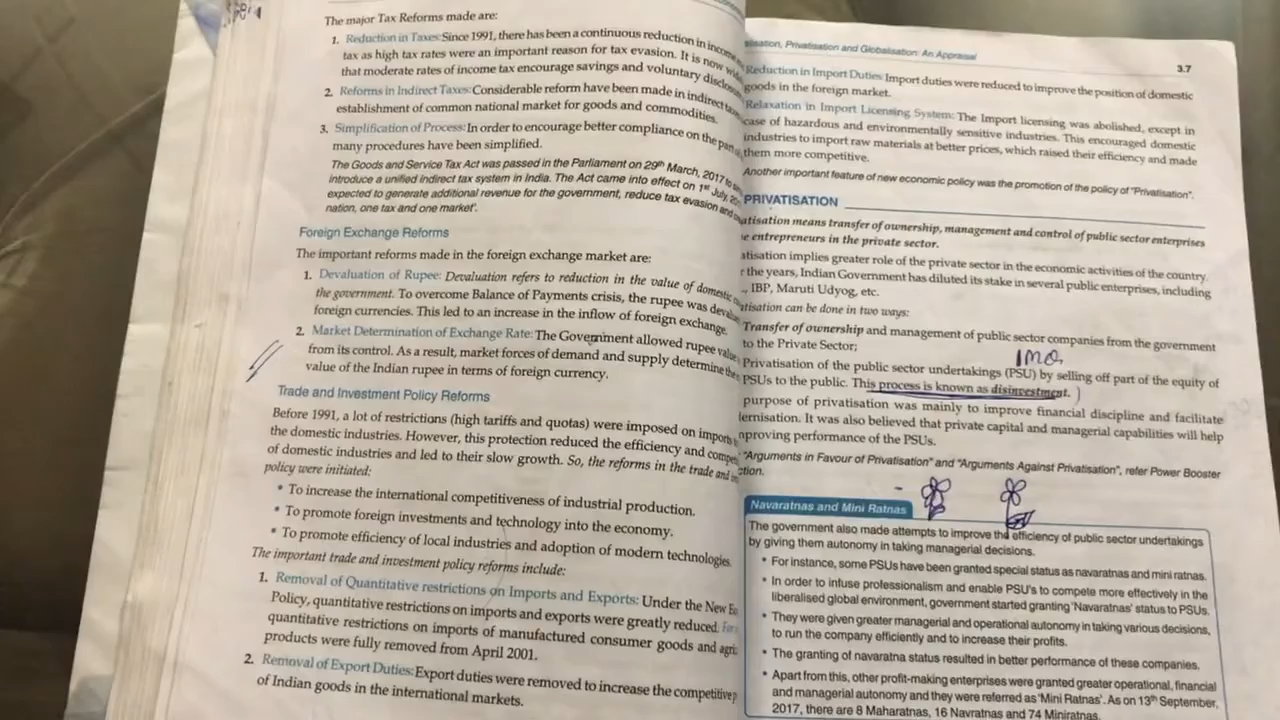 The major Tax Reforms made are:
1. Reduction in Taxes: Since 1991, there has been a continuous reduction in income
tax as high tax rates were an important reason for tax evasion. It is now
that moderate rates of income tax encourage savings and voluntary
2. Reforms in Indirect Taxes: Considerable reform have been made in indirect
establishment of common national market for goods and commodities.
3. Simplification of Process: In order to encourage better compliance on the part
many procedures have been simplified.
The Goods and Service Tax Act was passed in the Parliament on 29th March, 2017 to
introduce a unified indirect tax system in India. The Act came into effect on 1st July,
expected to generate additional revenue for the government, reduce tax evasion and
nation, one tax and one market'.
Foreign Exchange Reforms
The important reforms made in the foreign exchange market are:
1. Devaluation of Rupee: Devaluation refers to reduction in the value of domestic
the government. To overcome Balance of Payments crisis, the rupee was
foreign currencies. This led to an increase in the inflow of foreign exchange.
2. Market Determination of Exchange Rate: The Government allowed rupee value
from its control. As a result, market forces of demand and supply determine the
value of the Indian rupee in terms of foreign currency.
Trade and Investment Policy Reforms
Before 1991, a lot of restrictions (high tariffs and quotas) were imposed on imports
the domestic industries. However, this protection reduced the efficiency and
of domestic industries and led to their slow growth. So, the reforms in the trade and
policy were initiated:
• To increase the international competitiveness of industrial production.
• To promote foreign investments and technology into the economy.
• To promote efficiency of local industries and adoption of modern technologies.
The important trade and investment policy reforms include:
1. Removal of Quantitative restrictions on Imports and Exports: Under the New
Policy, quantitative restrictions on imports and exports were greatly reduced.
quantitative restrictions on imports of manufactured consumer goods and
products were fully removed from April 2001.
2. Removal of Export Duties: Export duties were removed to increase the
of Indian goods in the international markets.
Privatisation and Globalisation: An Appraisal
3.7
Reduction in Import Duties: Import duties were reduced to improve the position of domestic
goods in the foreign market.
Relaxation in Import Licensing System: The Import licensing was abolished, except in
case of hazardous and environmentally sensitive industries. This encouraged domestic
industries to import raw materials at better prices, which raised their efficiency and made
them more competitive.
Another important feature of new economic policy was the promotion of the policy of "Privatisation".
PRIVATISATION
means transfer of ownership, management and control of public sector enterprises
entrepreneurs in the private sector.
implies greater role of the private sector in the economic activities of the country.
the years, Indian Government has diluted its stake in several public enterprises, including
IBP, Maruti Udyog, etc.
can be done in two ways:
Transfer of ownership and management of public sector companies from the government
to the Private Sector;
IMO
Privatisation of the public sector undertakings (PSU) by selling off part of the equity of
PSUs to the public. This process is known as disinvestment.)
purpose of privatisation was mainly to improve financial discipline and facilitate
It was also believed that private capital and managerial capabilities will help
performance of the PSUs.
"Arguments in Favour of Privatisation" and "Arguments Against Privatisation", refer Power Booster
Navaratnas and Mini Ratnas
The government also made attempts to improve the efficiency of public sector undertakings
by giving them autonomy in taking managerial decisions.
• For instance, some PSUs have been granted special status as navaratnas and mini ratnas.
• In order to infuse professionalism and enable PSU's to compete more effectively in the
liberalised global environment, government started granting 'Navaratnas' status to PSUs.
• They were given greater managerial and operational autonomy in taking various decisions,
to run the company efficiently and to increase their profits.
• The granting of navaratna status resulted in better performance of these companies.
• Apart from this, other profit-making enterprises were granted greater operational, financial
and managerial autonomy and they were referred as 'Mini Ratnas'. As on 13th September,
2017, there are 8 Maharatnas, 16 Navratnas and 74 Miniratnas.